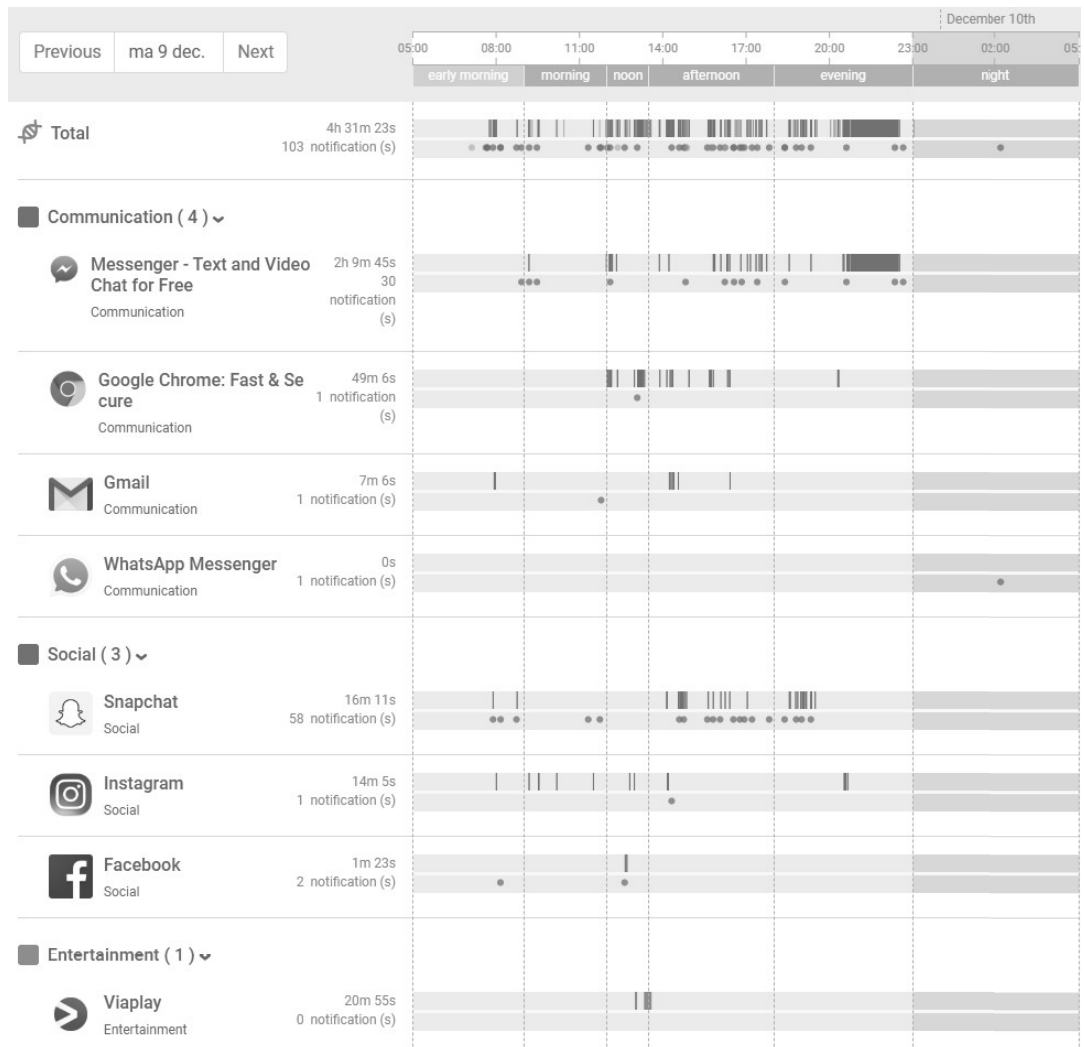 December 10th
Previous ma 9 dec. Next
05:00 08:00 11:00 14:00 17:00 20:00 23:00 02:00 05:
early morning morning noon afternoon evening night
Total 4h 31m 23s
103 notification (s)
Communication ( 4 )
Messenger - Text and Video 2h 9m 45s
Chat for Free 30
notification
Communication
(s)
Google Chrome: Fast & Se 49m 6s
cure 1 notification
(s)
Communication
Gmail 7m 6s
Communication 1 notification (s)
WhatsApp Messenger 0s
Communication 1 notification (s)
Social ( 3 )
Snapchat 16m 11s
Social 58 notification (s)
Instagram 14m 5s
Social 1 notification (s)
Facebook 1m 23s
Social 2 notification (s)
Entertainment ( 1 )
Viaplay 20m 55s
Entertainment 0 notification (s)